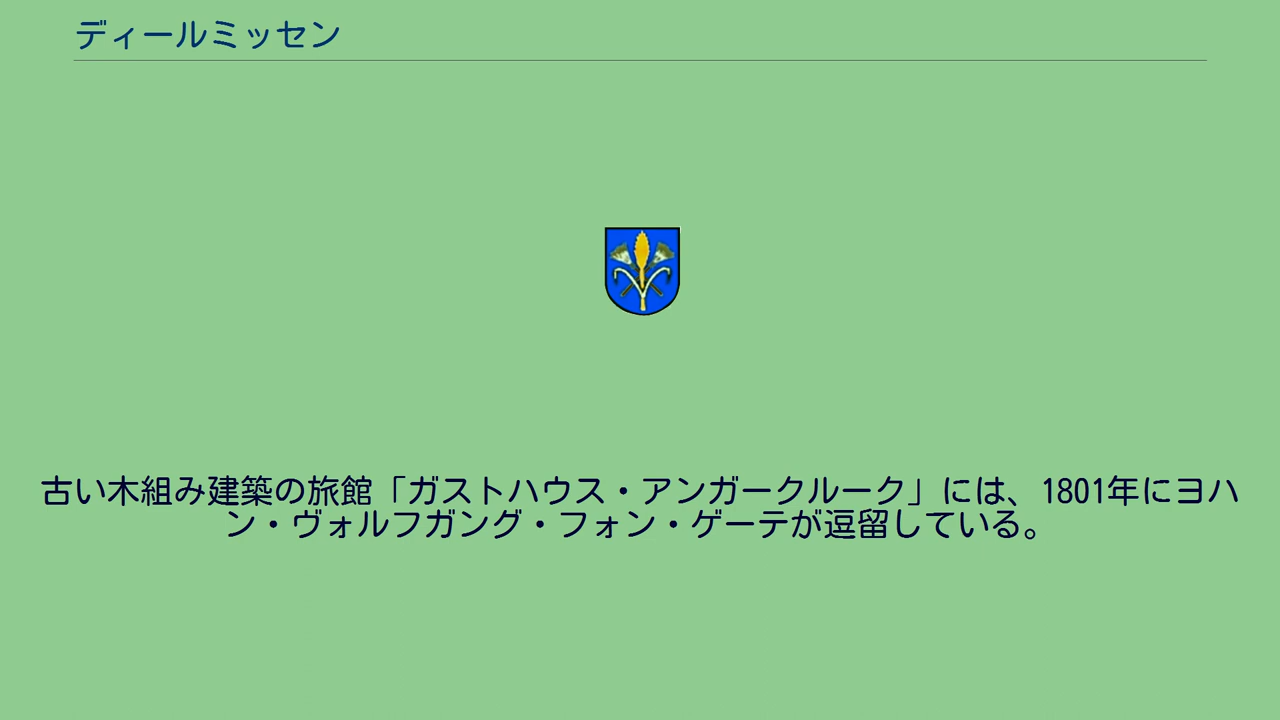 ディールミッセン
古い木組み建築の旅館「ガストハウス・アンガークルーク」には、1801年にヨハ
ン・ヴォルフガング・フォン・ゲーテが逗留している。